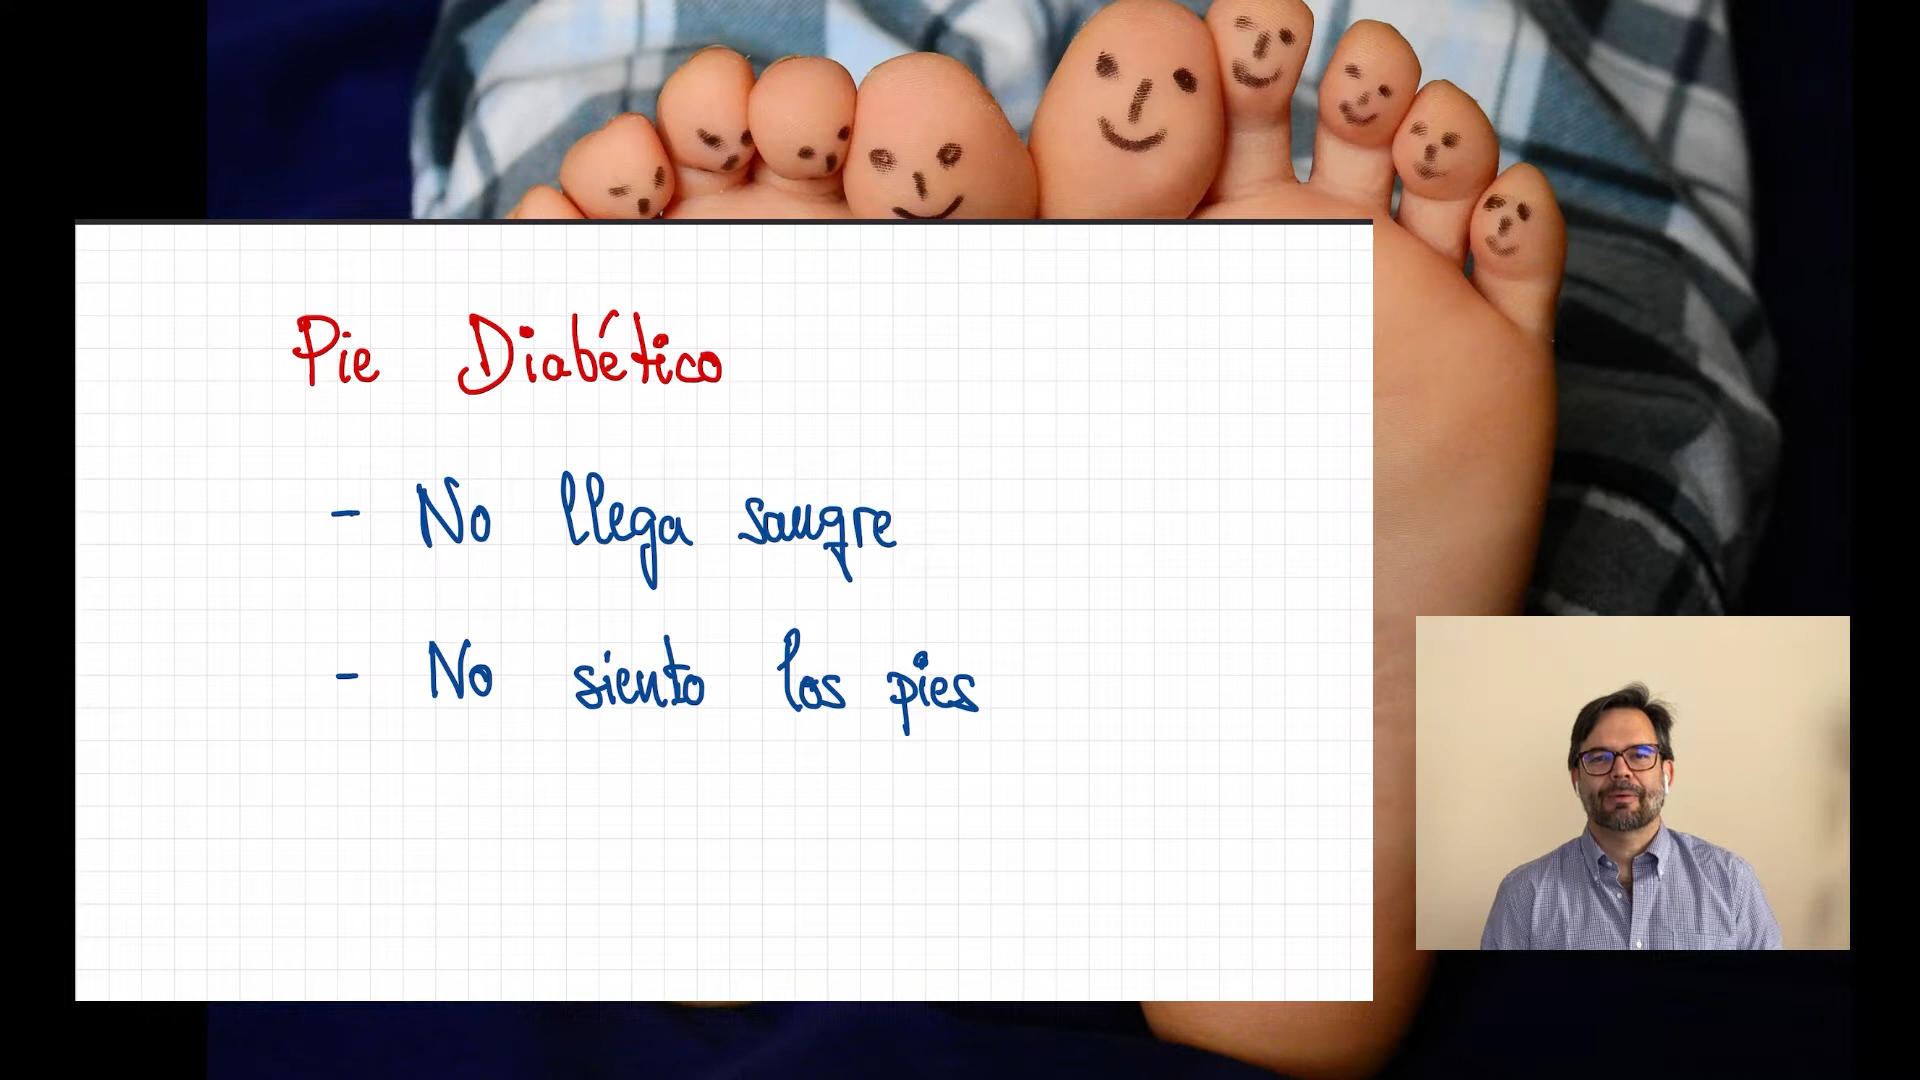 Pie Diabético
- No llega sangre
- No siento los pies